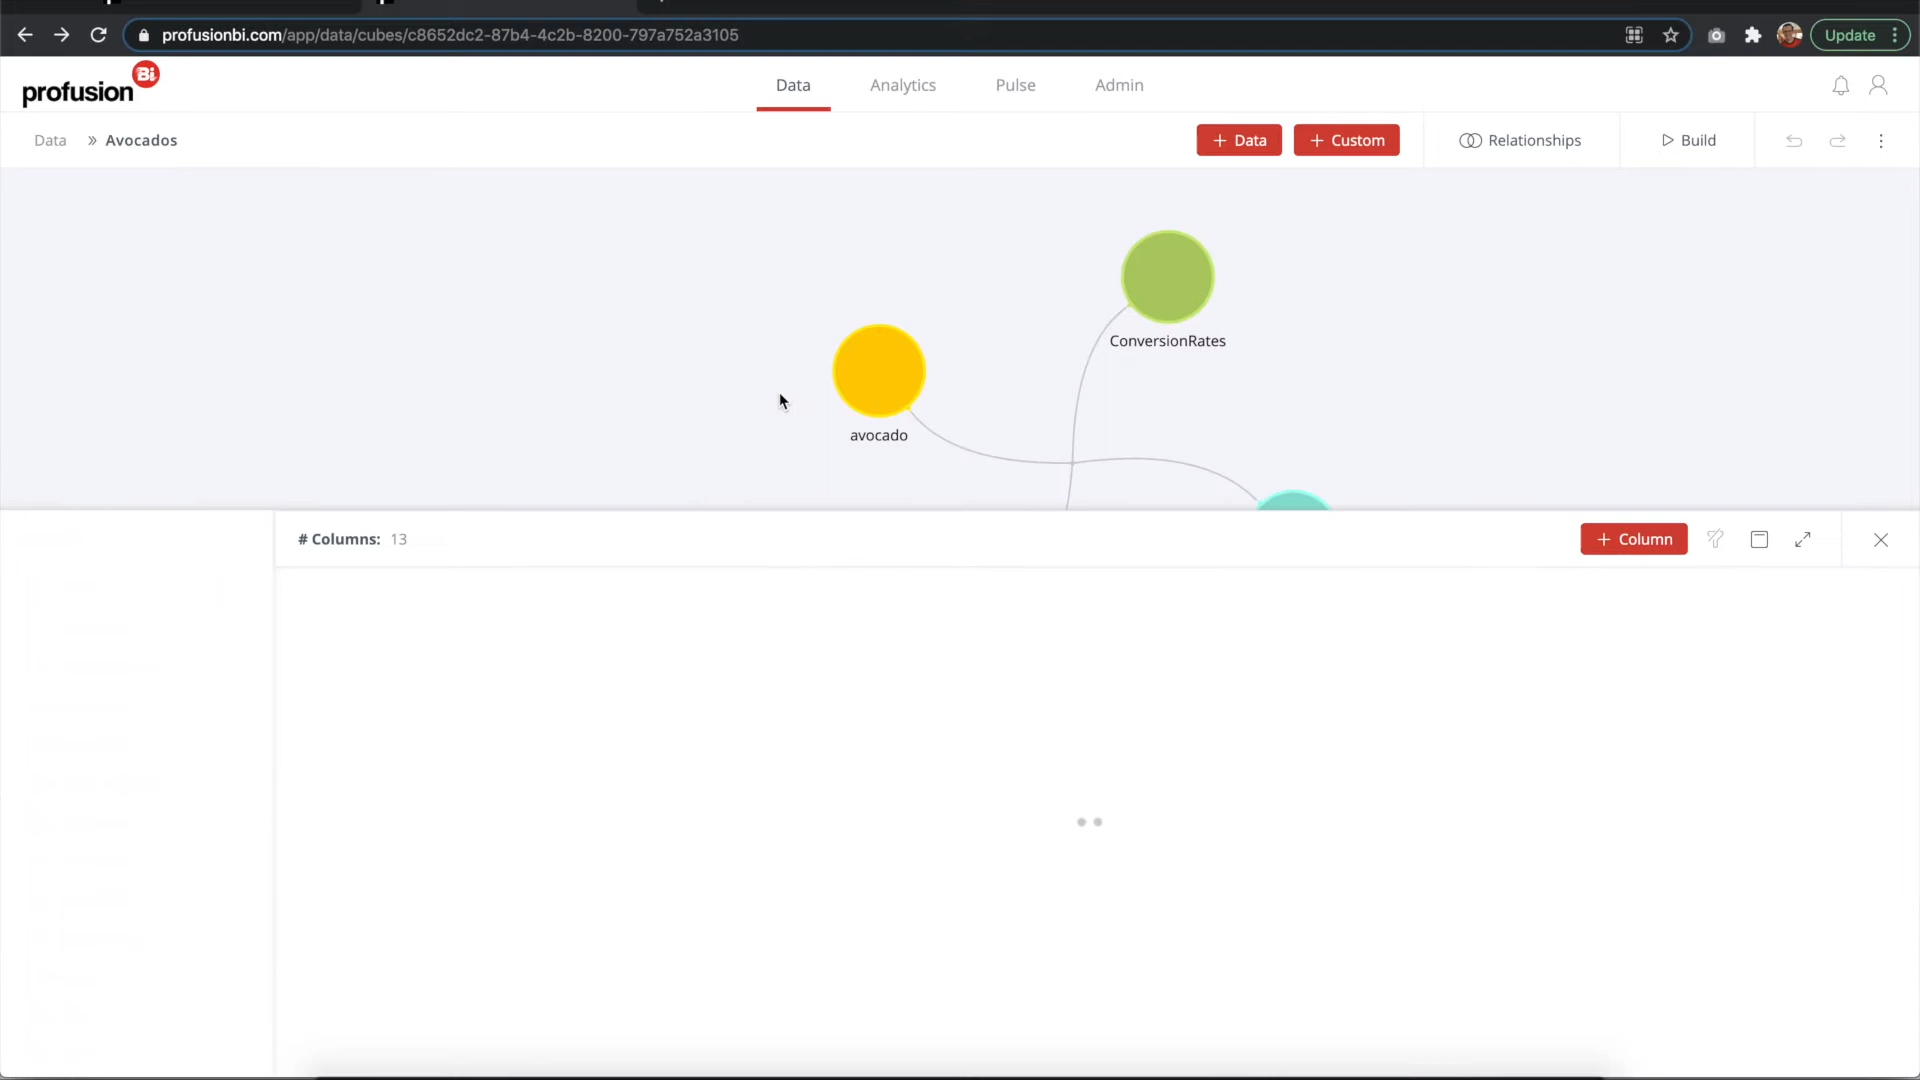 profusionbi.com/app/data/cubes/c8652dc2-87b4-4c2b-8200-797a752a3105
Update
profusion Bi
Data
Analytics
Pulse
Admin
Data » Avocados
+ Data
+ Custom
Relationships
Build
ConversionRates
avocado
# Columns: 13
+ Column